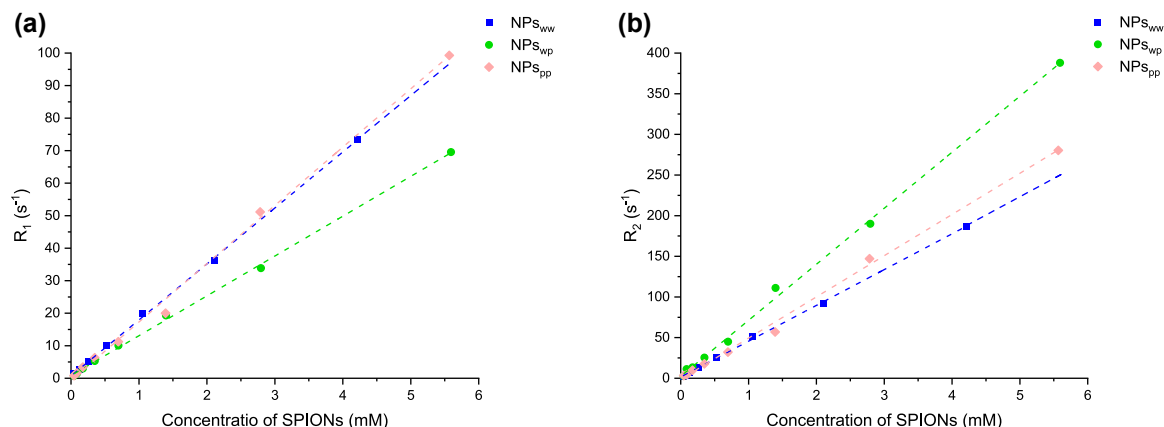 (a)
NPsww
NPswp
NPspp
100
90
80
70
60
50
40
30
20
10
0
R1 (s-1)
0 1 2 3 4 5 6
Concentratio of SPIONs (mM)
(b)
NPsww
NPswp
NPspp
400
350
300
250
200
150
100
50
0
R2 (s-1)
0 1 2 3 4 5 6
Concentration of SPIONs (mM)